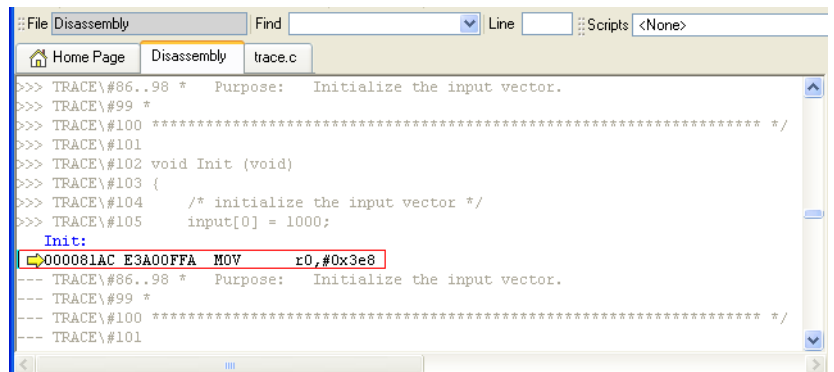 File Disassembly Find Line Scripts <None>
Home Page Disassembly trace.c
>>> TRACE\#86..98 *   Purpose:   Initialize the input vector.
>>> TRACE\#99 *
>>> TRACE\#100 ********************************************************************* */
>>> TRACE\#101
>>> TRACE\#102 void Init (void)
>>> TRACE\#103 {
>>> TRACE\#104     /* initialize the input vector */
>>> TRACE\#105     input[0] = 1000;
Init:
000081AC E3A00FFA  MOV      r0,#0x3e8
--- TRACE\#86..98 *   Purpose:   Initialize the input vector.
--- TRACE\#99 *
--- TRACE\#100 ********************************************************************* */
--- TRACE\#101